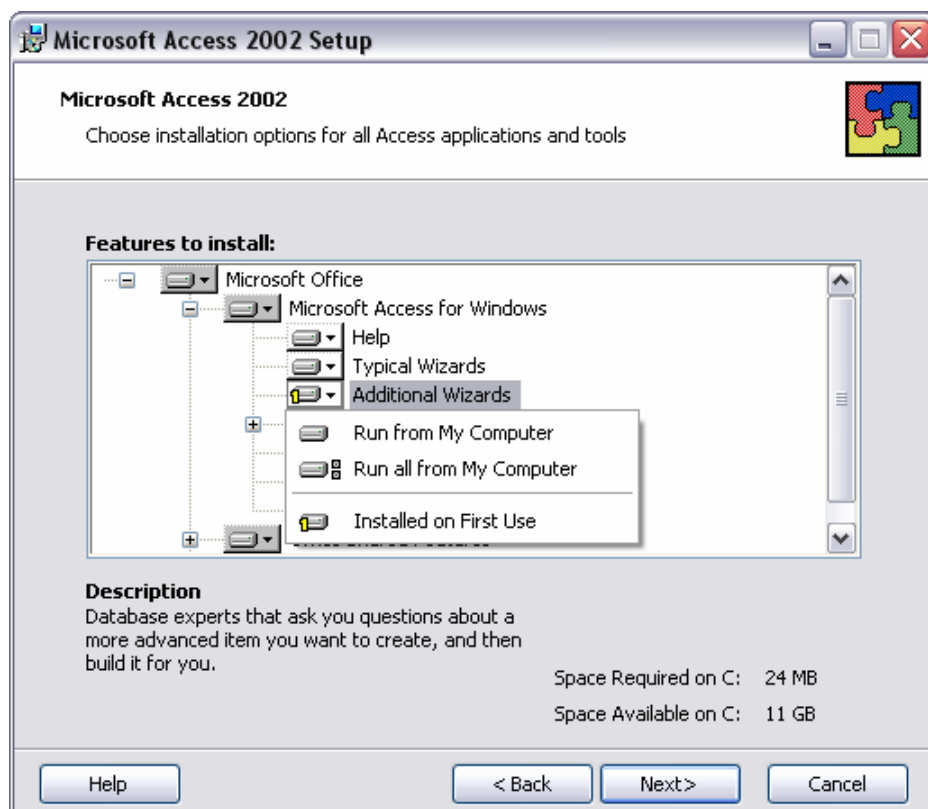 Microsoft Access 2002 Setup
Microsoft Access 2002
Choose installation options for all Access applications and tools
Features to install:
Microsoft Office
Microsoft Access for Windows
Help
Typical Wizards
Additional Wizards
Run from My Computer
Run all from My Computer
Installed on First Use
Description
Database experts that ask you questions about a
more advanced item you want to create, and then
build it for you.
Space Required on C: 24 MB
Space Available on C: 11 GB
Help
< Back
Next>
Cancel